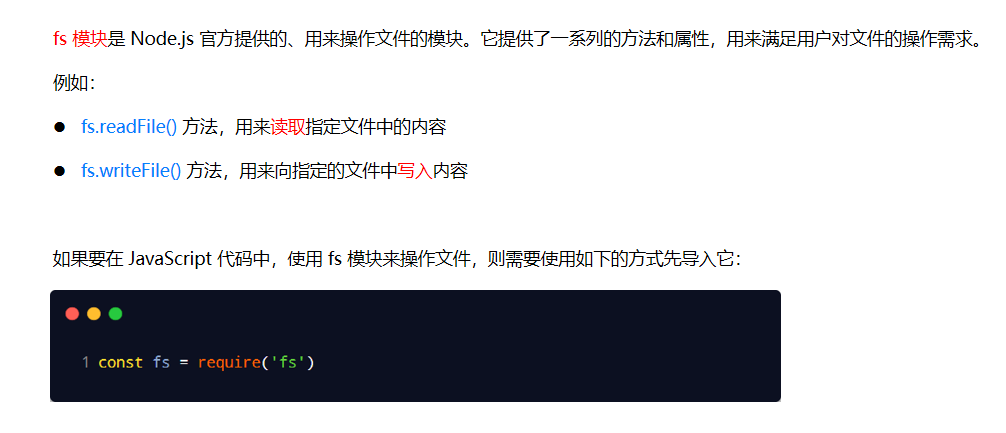 fs 模块是 Node.js 官方提供的、用来操作文件的模块。它提供了一系列的方法和属性，用来满足用户对文件的操作需求。
例如：
● fs.readFile() 方法，用来读取指定文件中的内容
● fs.writeFile() 方法，用来向指定的文件中写入内容
如果要在 JavaScript 代码中，使用 fs 模块来操作文件，则需要使用如下的方式先导入它：
1 const fs = require('fs')